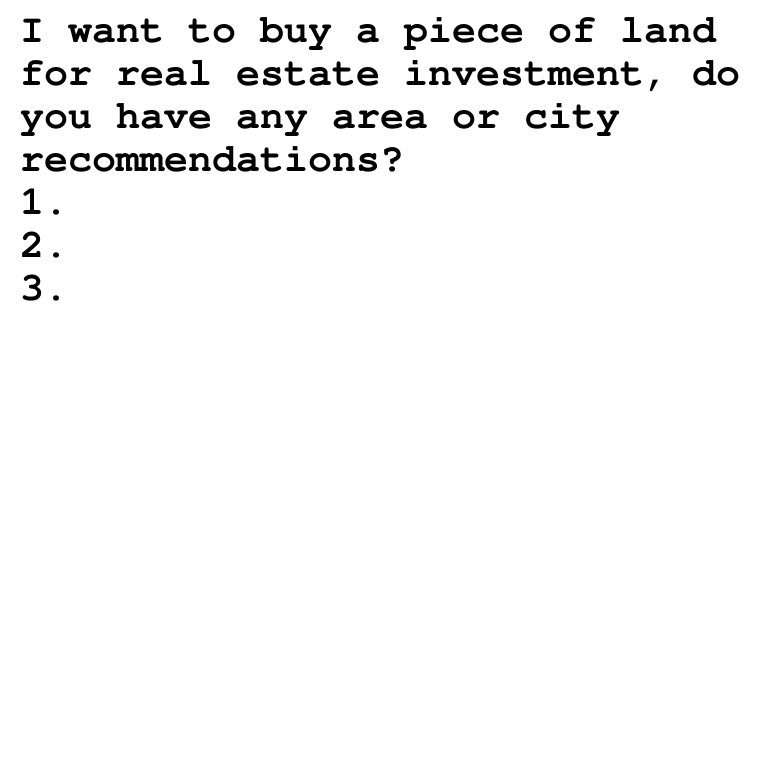 I want to buy a piece of land
for real estate investment, do
you have any area or city
recommendations?
1.
2.
3.